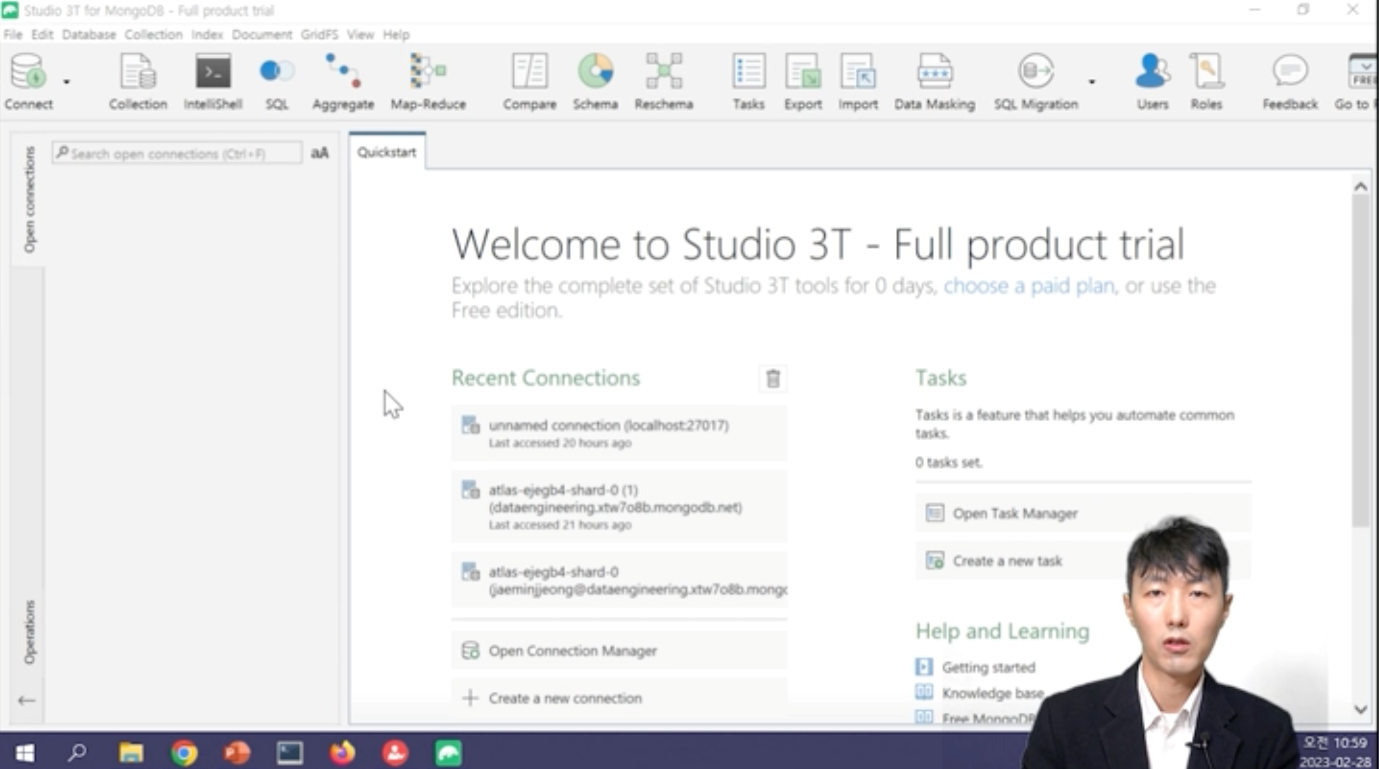 Studio 3T for MongoDB - Full product trial
File Edit Database Collection Index Document GridFS View Help
Connect Collection IntelliShell SQL Aggregate Map-Reduce Compare Schema Reschema Tasks Export Import Data Masking SQL Migration Users Roles Feedback Go to
FREE
Open connections
Search open connections (Ctrl+F)
aA
Quickstart
Welcome to Studio 3T - Full product trial
Explore the complete set of Studio 3T tools for 0 days, choose a paid plan, or use the
Free edition.
Recent Connections
unnamed connection (localhost:27017)
Last accessed 20 hours ago
atlas-ejegb4-shard-0 (1)
(dataengineering.xtw7o8b.mongodb.net)
Last accessed 21 hours ago
atlas-ejegb4-shard-0
(jaeminjjeong@dataengineering.xtw7o8b.mongo
Open Connection Manager
Create a new connection
Tasks
Tasks is a feature that helps you automate common
tasks.
0 tasks set.
Open Task Manager
Create a new task
Help and Learning
Getting started
Knowledge base
Free MongoDB
Operations
오전 10:59
2023-02-28